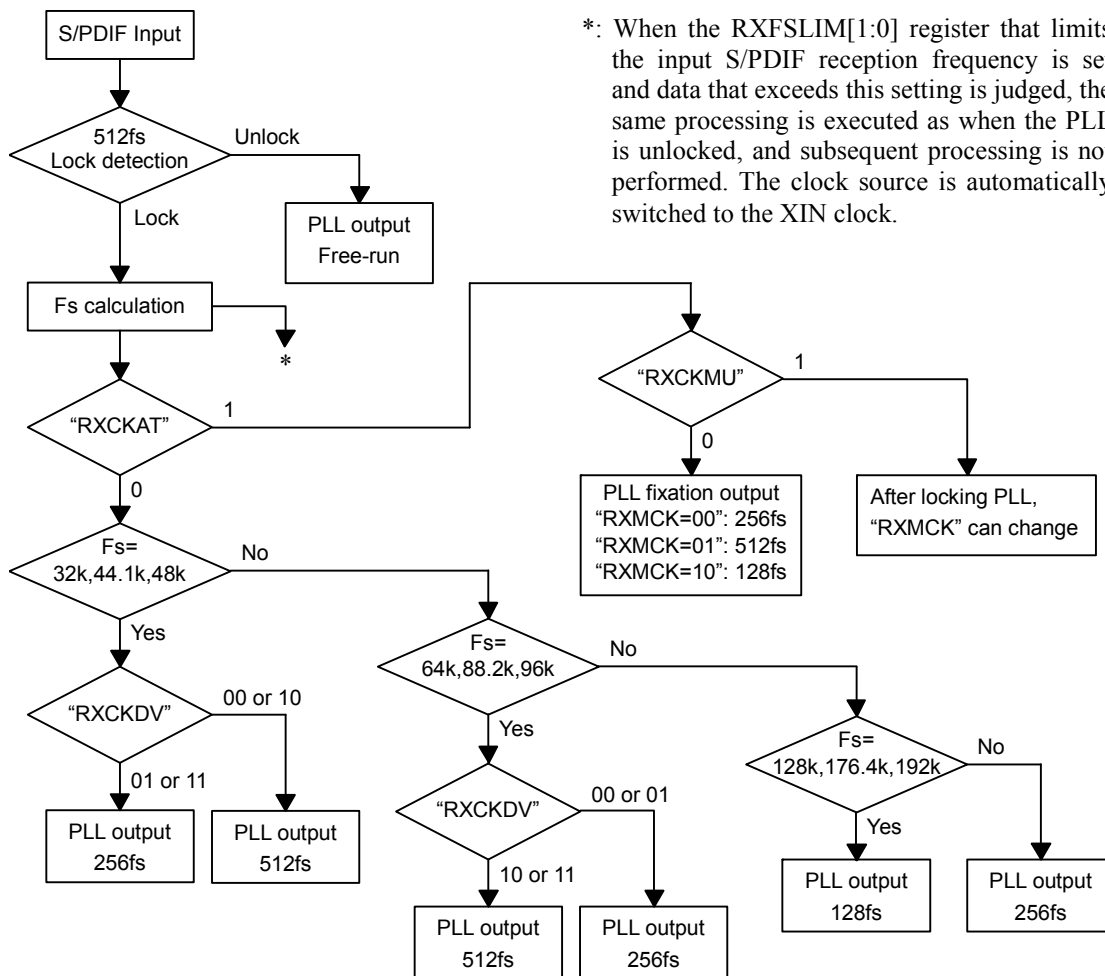 S/PDIF Input
*: When the RXFSLIM[1:0] register that limits
the input S/PDIF reception frequency is se
and data that exceeds this setting is judged, the
same processing is executed as when the PLL
is unlocked, and subsequent processing is no
performed. The clock source is automatically
switched to the XIN clock.
512fs
Lock detection
Unlock
Lock
PLL output
Free-run
Fs calculation
*
“RXCKAT”
1
0
“RXCKMU”
1
0
PLL fixation output
“RXMCK=00”: 256fs
“RXMCK=01”: 512fs
“RXMCK=10”: 128fs
After locking PLL,
“RXMCK” can change
Fs=
32k,44.1k,48k
No
Yes
Fs=
64k,88.2k,96k
No
Yes
“RXCKDV”
00 or 10
01 or 11
PLL output
256fs
PLL output
512fs
Fs=
128k,176.4k,192k
No
Yes
“RXCKDV”
00 or 01
10 or 11
PLL output
512fs
PLL output
256fs
PLL output
128fs
PLL output
256fs